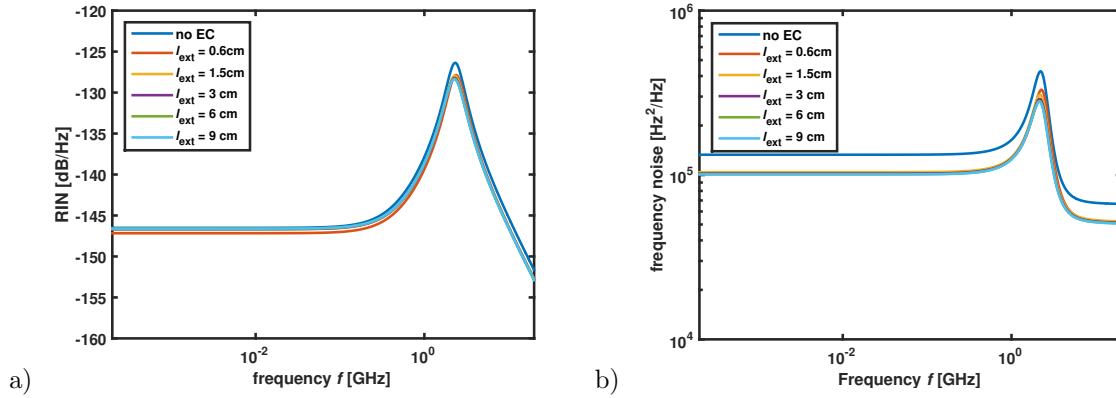 -120
-125
-130
-135
-140
-145
-150
-155
-160
RIN [dB/Hz]
no EC
l_ext = 0.6cm
l_ext = 1.5cm
l_ext = 3 cm
l_ext = 6 cm
l_ext = 9 cm
10^-2
10^0
frequency f [GHz]
a)
10^6
10^5
10^4
frequency noise [Hz^2/Hz]
no EC
l_ext = 0.6cm
l_ext = 1.5cm
l_ext = 3 cm
l_ext = 6 cm
l_ext = 9 cm
10^-2
10^0
Frequency f [GHz]
b)